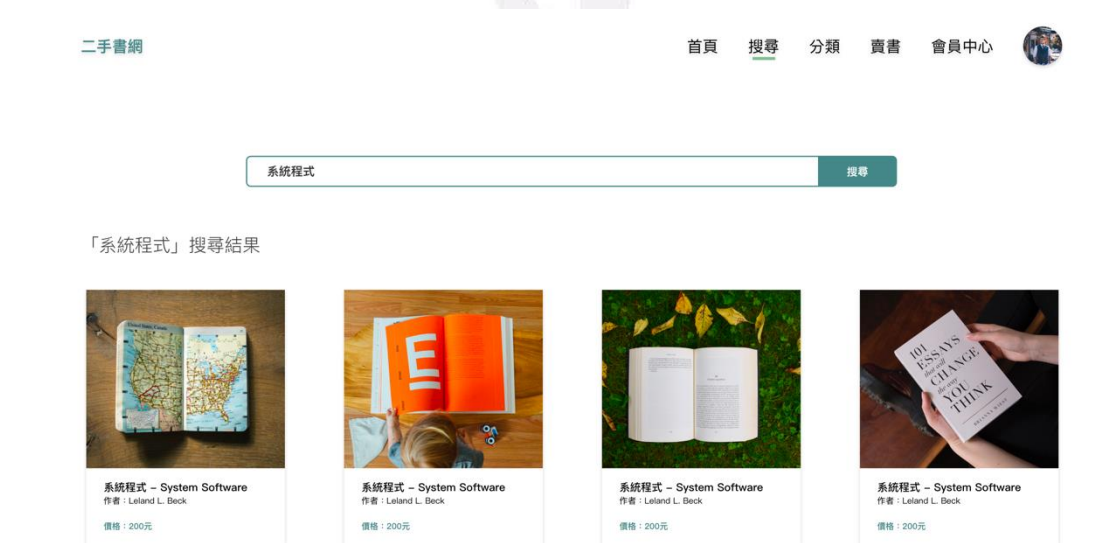 二手書網
首頁 搜尋 分類 賣書 會員中心
系統程式 搜尋
「系統程式」搜尋結果
United States, Canada
E
101
ESSAYS
that will
CHANGE
the way
YOU
THINK
BRIANNA WIEST
系統程式 – System Software
作者：Leland L. Beck
價格：200元
系統程式 – System Software
作者：Leland L. Beck
價格：200元
系統程式 – System Software
作者：Leland L. Beck
價格：200元
系統程式 – System Software
作者：Leland L. Beck
價格：200元